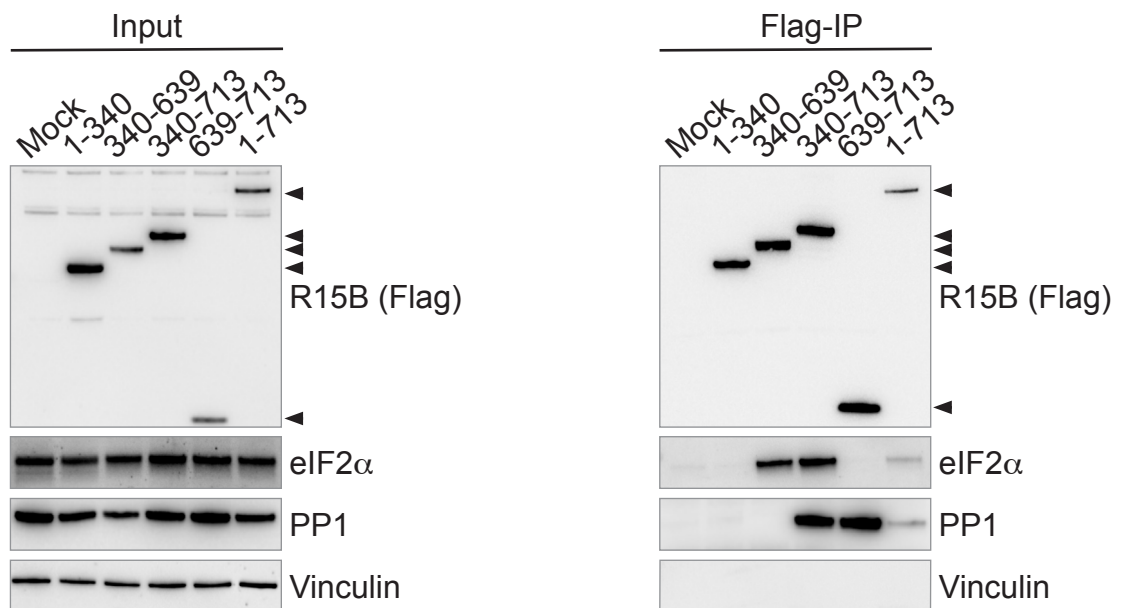 Input
Mock
1-340
340-639
340-713
639-713
1-713
R15B (Flag)
eIF2α
PP1
Vinculin
Flag-IP
Mock
1-340
340-639
340-713
639-713
1-713
R15B (Flag)
eIF2α
PP1
Vinculin